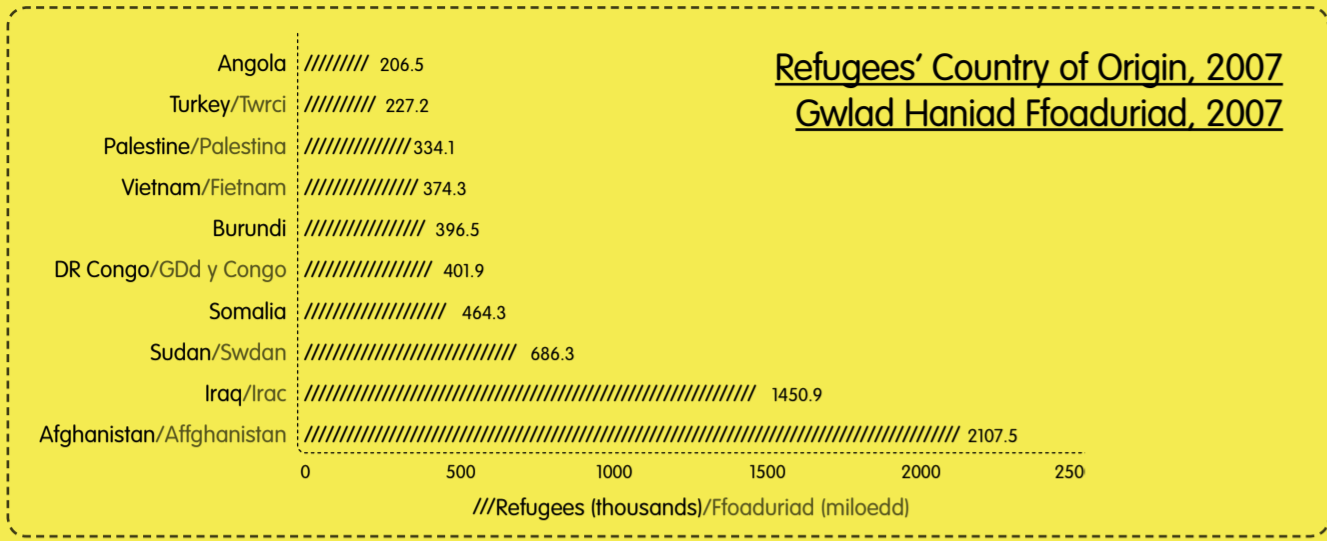 Refugees' Country of Origin, 2007
Gwlad Haniad Ffoaduriad, 2007
Angola 206.5
Turkey/Twrci 227.2
Palestine/Palestina 334.1
Vietnam/Fietnam 374.3
Burundi 396.5
DR Congo/GDd y Congo 401.9
Somalia 464.3
Sudan/Swdan 686.3
Iraq/Irac 1450.9
Afghanistan/Affghanistan 2107.5
0 500 1000 1500 2000 250
///Refugees (thousands)/Ffoaduriad (miloedd)